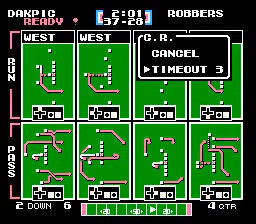 DAKPIG 2:01 ROBBERS
READY 37-28
WEST WEST
C.R.
CANCEL
TIMEOUT 3
RUN
PASS
2 DOWN 6 4 QTR
◄20 ◄50► 20►